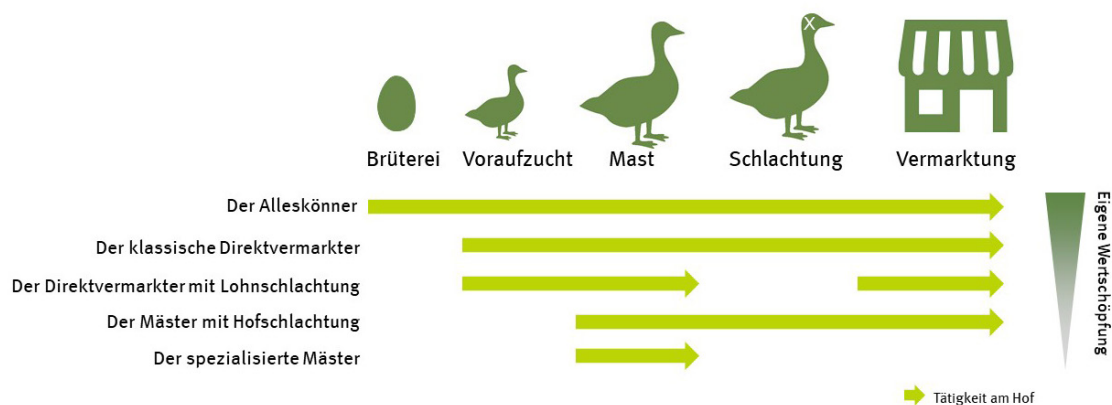 X
Brüterei Voraufzucht Mast Schlachtung Vermarktung
Der Alleskönner
Der klassische Direktvermarkter
Der Direktvermarkter mit Lohnschlachtung
Der Mäster mit Hofschlachtung
Der spezialisierte Mäster
Eigene Wertschöpfung
Tätigkeit am Hof